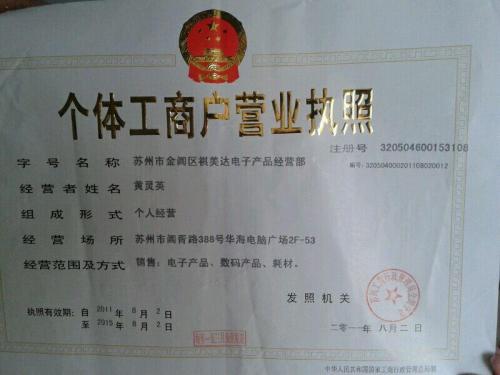 个体工商户营业执照
注册号 320504600153108
编号:320504000201108020012
字号名称 苏州市金阊区祺美达电子产品经营部
经营者姓名 黄灵英
组成形式 个人经营
经营场所 苏州市阊胥路388号华海电脑广场2F-53
经营范围及方式 销售:电子产品、数码产品、耗材。
发照机关
执照有效期:自 2011 年 8 月 2 日
至 2015 年 8 月 2 日
二〇一一年八月二日
中华人民共和国国家工商行政管理总局制